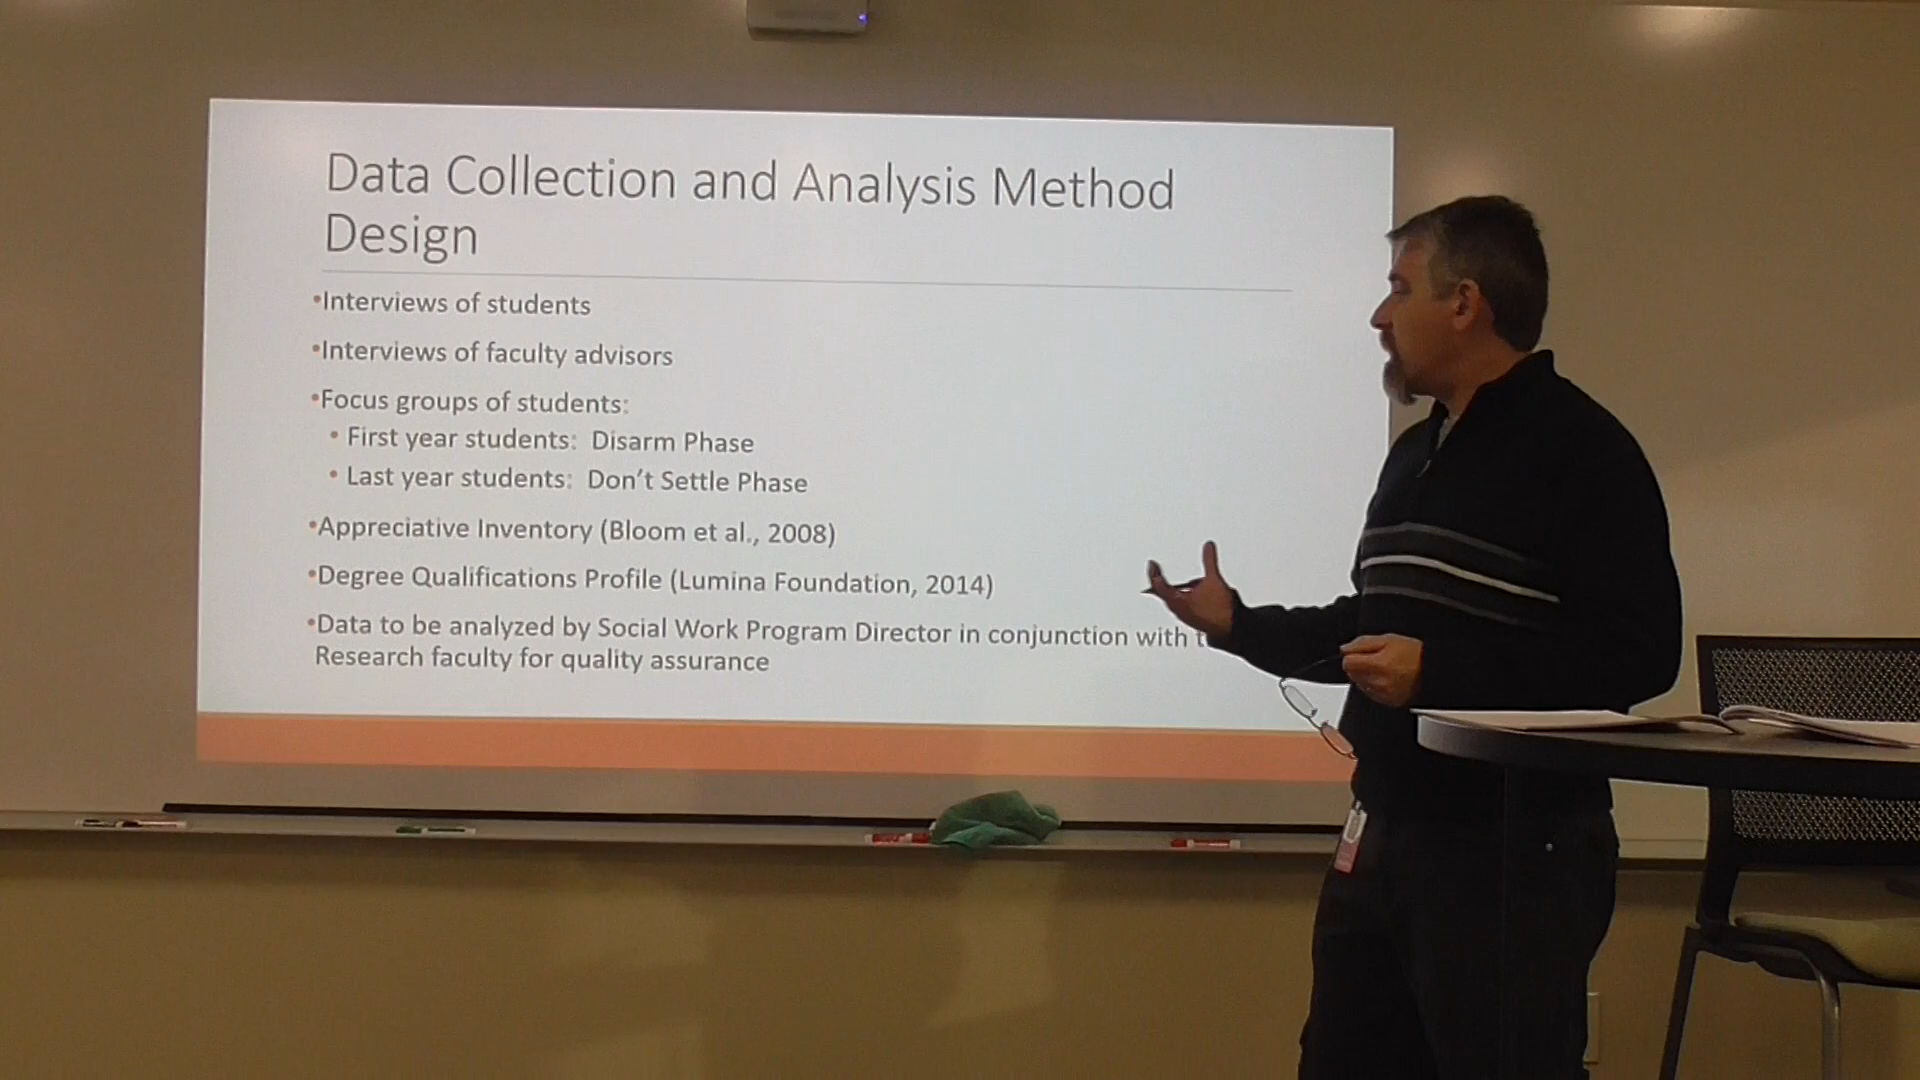 Data Collection and Analysis Method
Design
•Interviews of students
•Interviews of faculty advisors
•Focus groups of students:
• First year students: Disarm Phase
• Last year students: Don't Settle Phase
•Appreciative Inventory (Bloom et al., 2008)
•Degree Qualifications Profile (Lumina Foundation, 2014)
•Data to be analyzed by Social Work Program Director in conjunction with
Research faculty for quality assurance